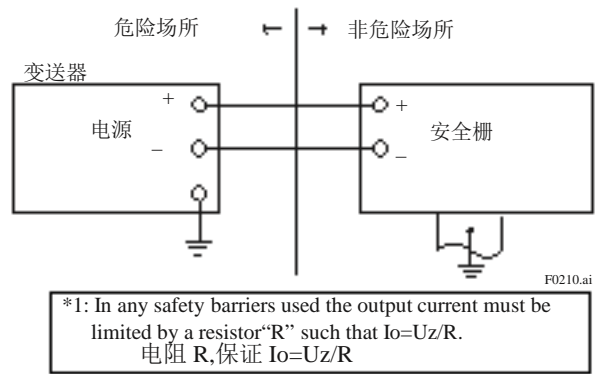 危险场所 非危险场所
变送器
+ +
电源 安全栅
− −
F0210.ai
*1: In any safety barriers used the output current must be
limited by a resistor“R” such that Io=Uz/R.
电阻 R,保证 Io=Uz/R